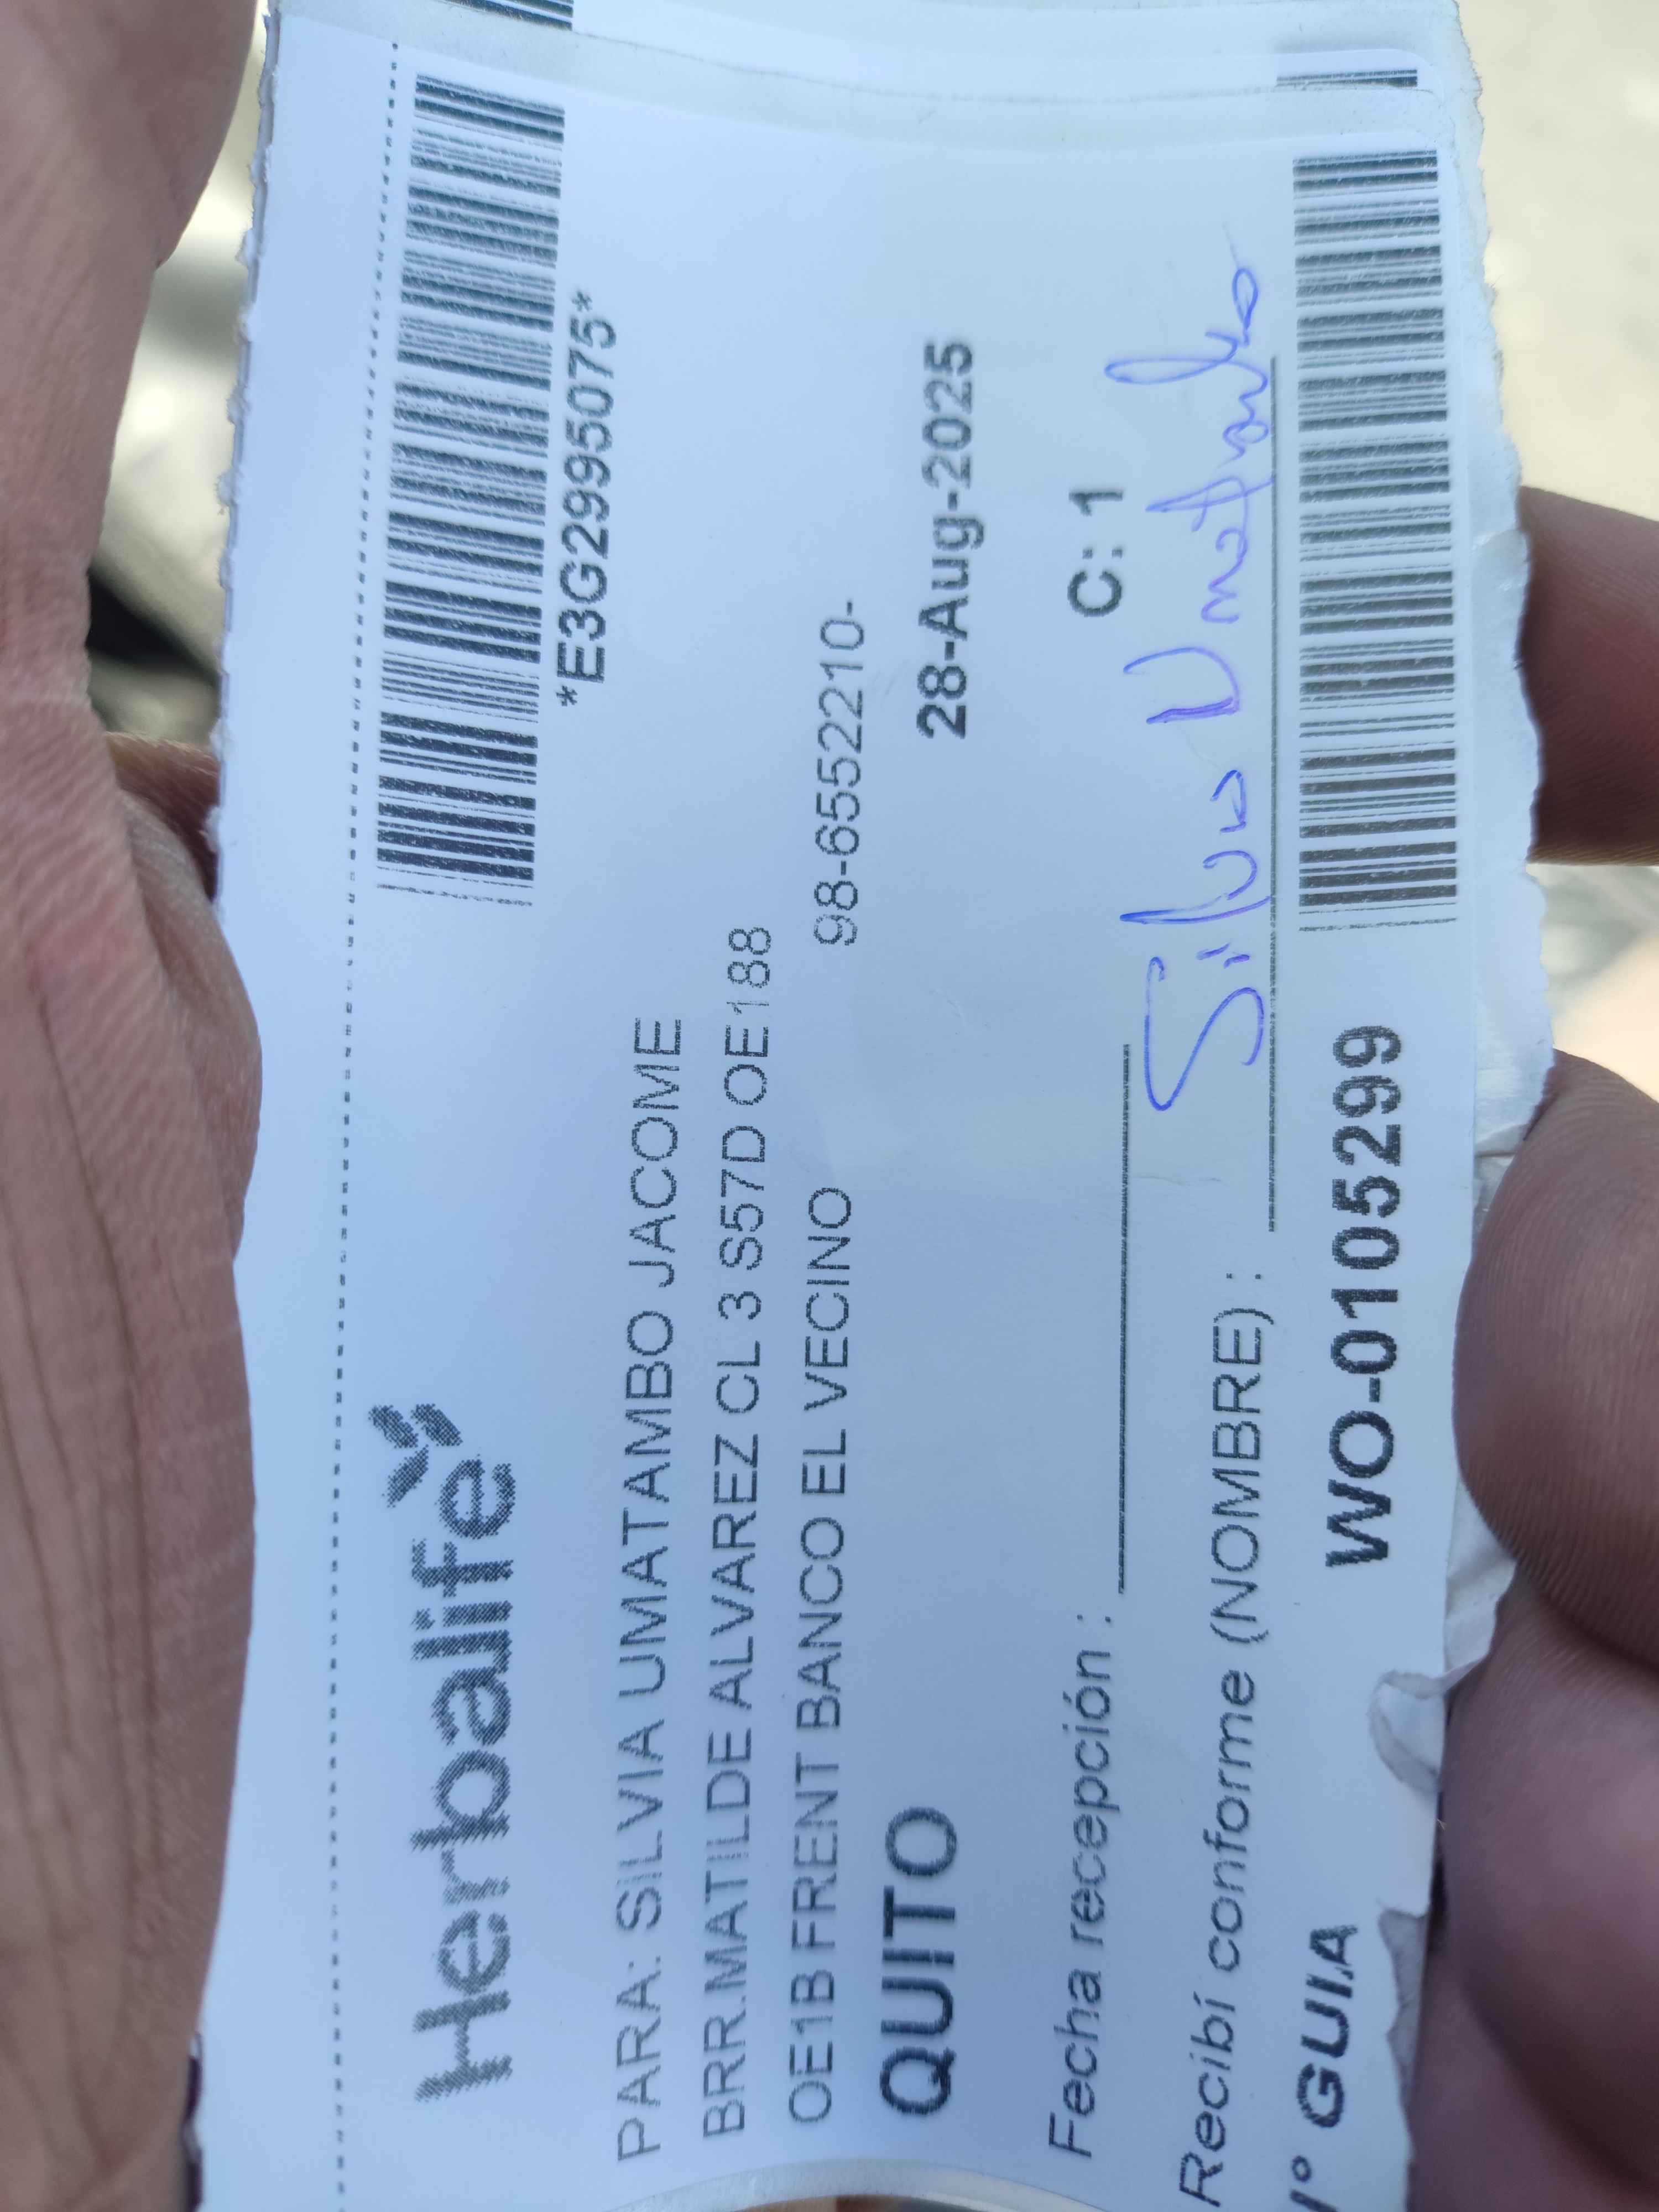 Herbalife
*E3G2995075*
PARA: SILVIA UMATAMBO JACOME
BRR.MATILDE ALVAREZ CL 3 S57D OE188
OE1B FRENT BANCO EL VECINO 98-6552210-
QUITO 28-Aug-2025
Fecha recepción : C: 1
Recibí conforme (NOMBRE) : Silvia Umatambo
N° GUIA WO-0105299